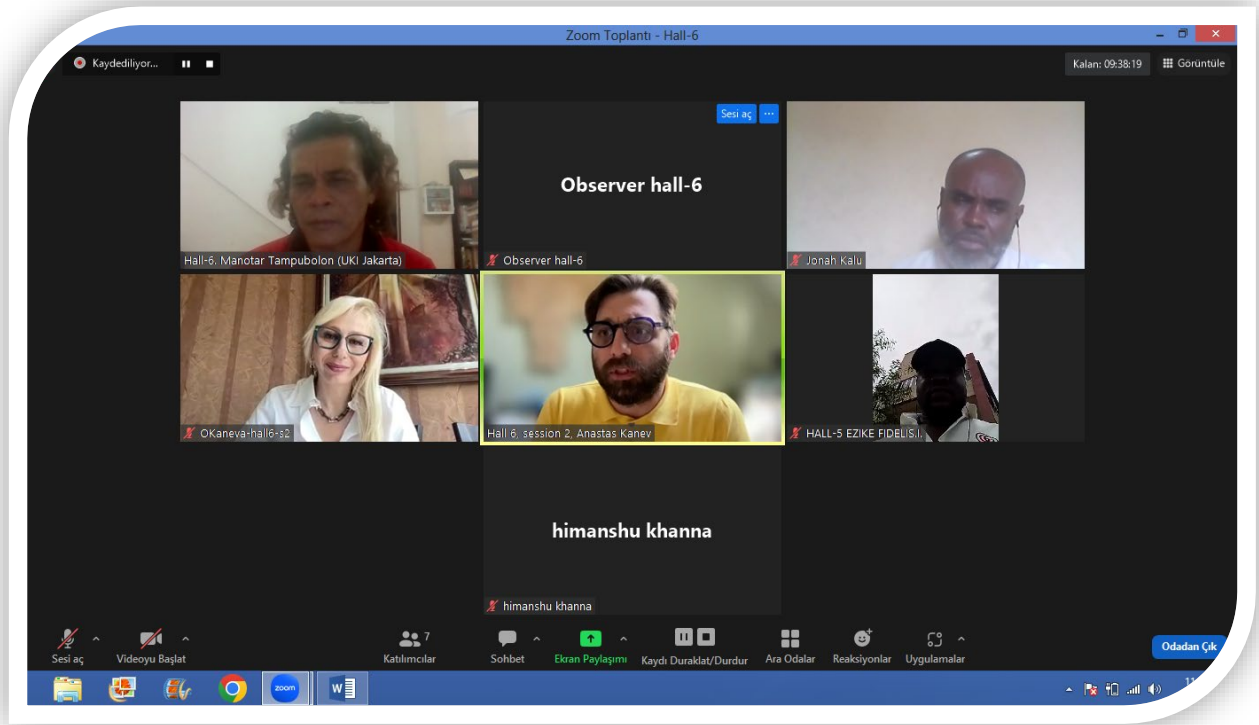 Zoom Toplantı - Hall-6
Kaydediliyor...
Kalan: 09:38:19
Görüntüle
Hall-6. Manotar Tampubolon (UKI Jakarta)
Sesi aç
Observer hall-6
Observer hall-6
Jonah Kalu
OKaneva-hall6-s2
Hall 6, session 2, Anastas Kanev
HALL-5 EZIKE FIDELIS.I.
himanshu khanna
himanshu khanna
Sesi aç
Videoyu Başlat
7
Katılımcılar
Sohbet
Ekran Paylaşımı
Kaydı Duraklat/Durdur
Ara Odalar
Reaksiyonlar
Uygulamalar
Odadan Çık
zoom
W